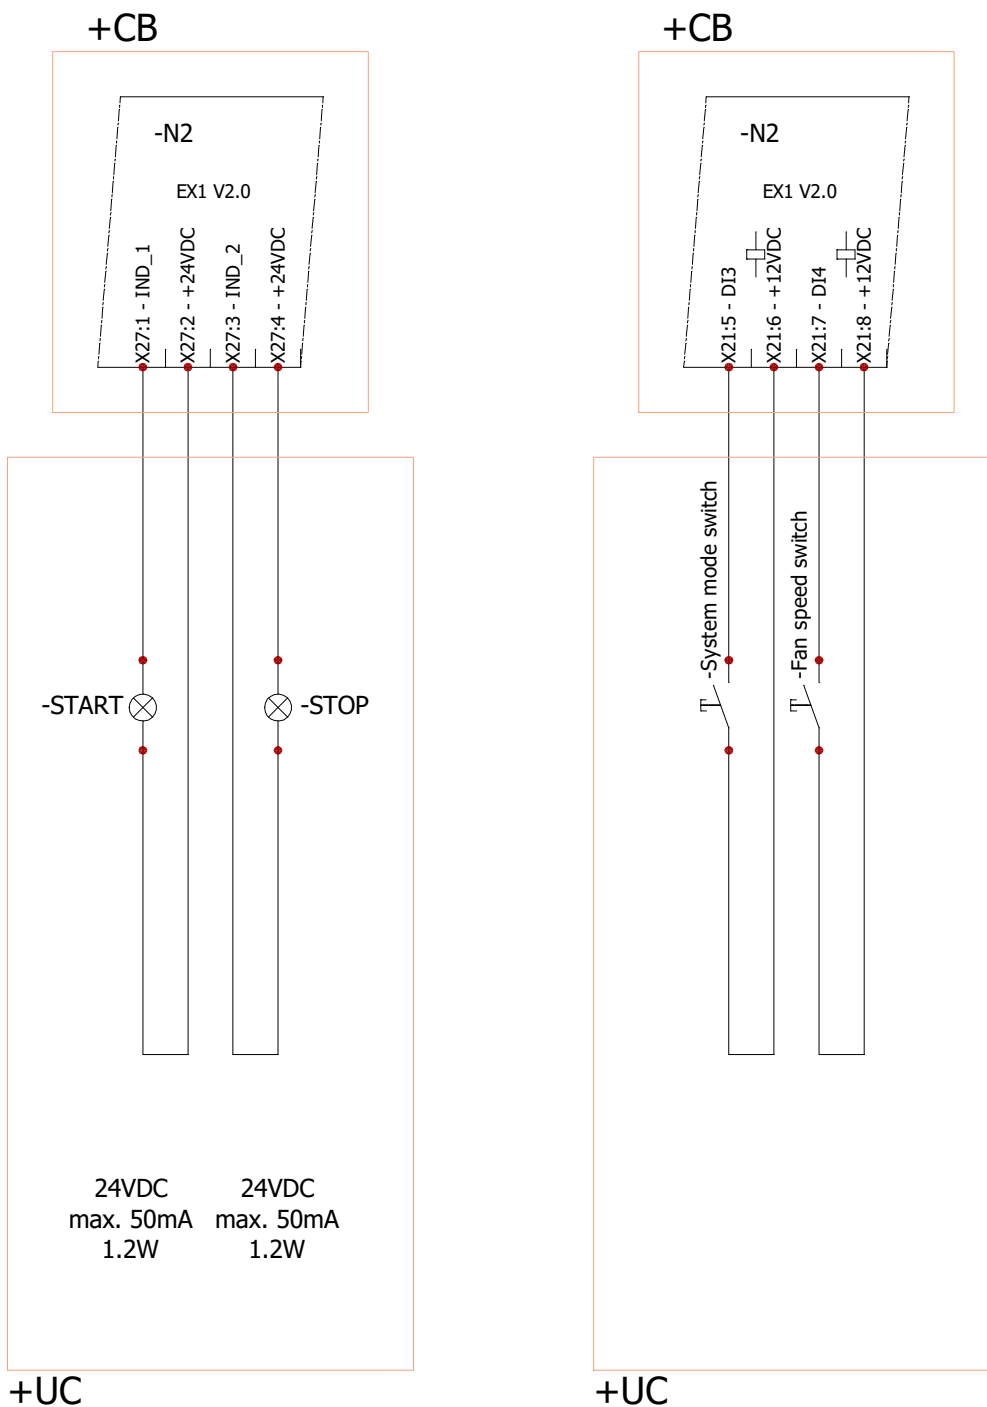 +CB
-N2
EX1 V2.0
X27:1 - IND_1
X27:2 - +24VDC
X27:3 - IND_2
X27:4 - +24VDC
-START
-STOP
24VDC
max. 50mA
1.2W
24VDC
max. 50mA
1.2W
+UC
+CB
-N2
EX1 V2.0
X21:5 - DI3
X21:6 - +12VDC
X21:7 - DI4
X21:8 - +12VDC
-System mode switch
-Fan speed switch
+UC